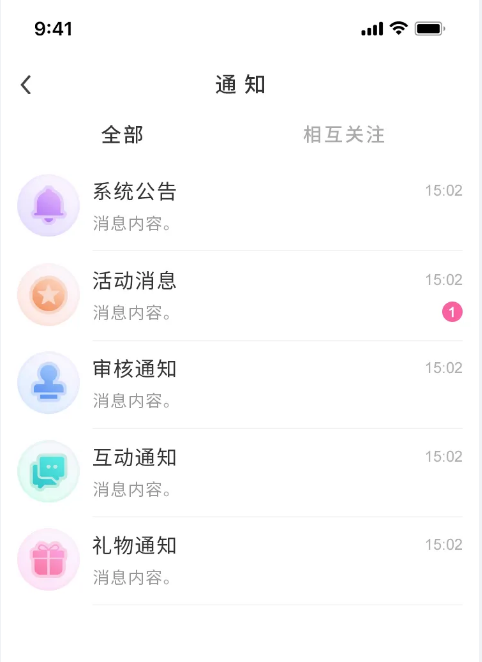 9:41
通知
全部 相互关注
系统公告 15:02
消息内容。
活动消息 15:02
消息内容。 1
审核通知 15:02
消息内容。
互动通知 15:02
消息内容。
礼物通知 15:02
消息内容。